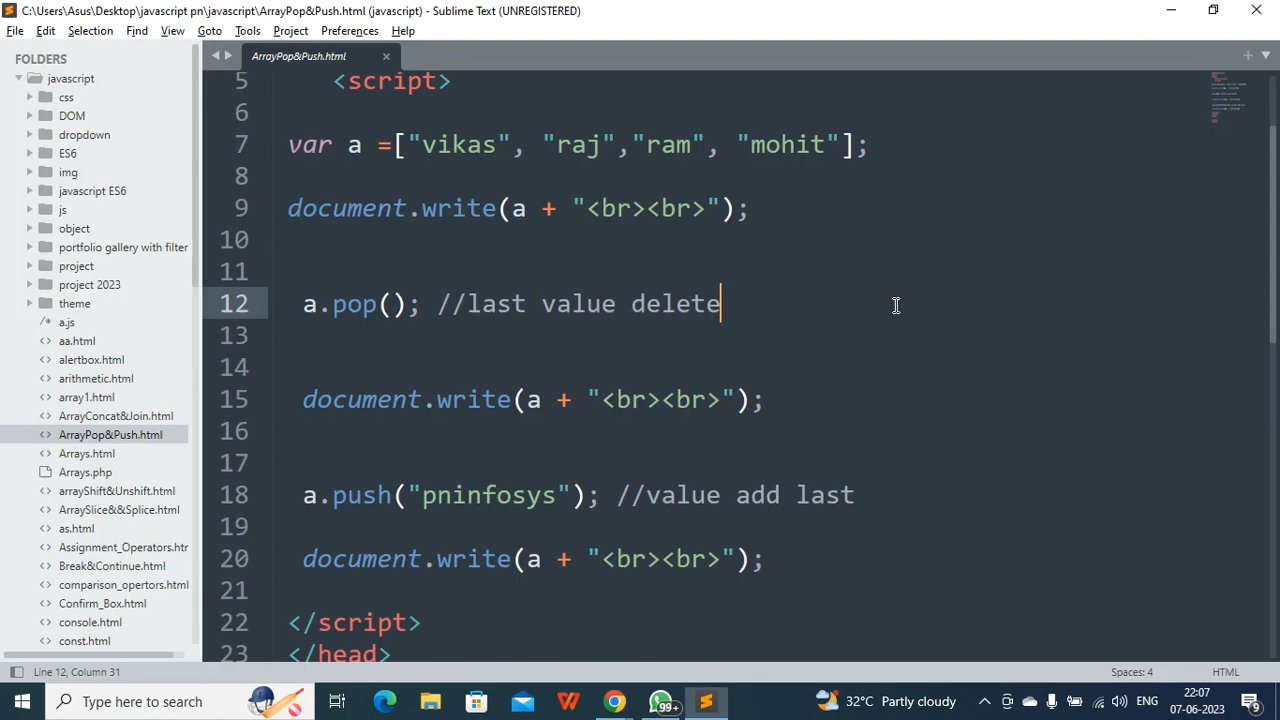 C:\Users\Asus\Desktop\javascript pn\javascript\ArrayPop&Push.html (javascript) - Sublime Text (UNREGISTERED)
File Edit Selection Find View Goto Tools Project Preferences Help
FOLDERS
javascript
css
DOM
dropdown
ES6
img
javascript ES6
js
object
portfolio gallery with filter
project
project 2023
theme
a.js
aa.html
alertbox.html
arithmetic.html
array1.html
ArrayConcat&Join.html
ArrayPop&Push.html
Arrays.html
Arrays.php
arrayShift&Unshift.html
ArraySlice&&Splice.html
as.html
Assignment_Operators.htr
Break&Continue.html
comparison_opertors.html
Confirm_Box.html
console.html
const.html
ArrayPop&Push.html
5 <script>
6
7 var a =["vikas", "raj","ram", "mohit"];
8
9 document.write(a + "<br><br>");
10
11
12 a.pop(); //last value delete
13
14
15 document.write(a + "<br><br>");
16
17
18 a.push("pninfosys"); //value add last
19
20 document.write(a + "<br><br>");
21
22 </script>
23 </head>
Line 12, Column 31 Spaces: 4 HTML
Type here to search 99+ 32°C Partly cloudy ENG 22:07
07-06-2023 9